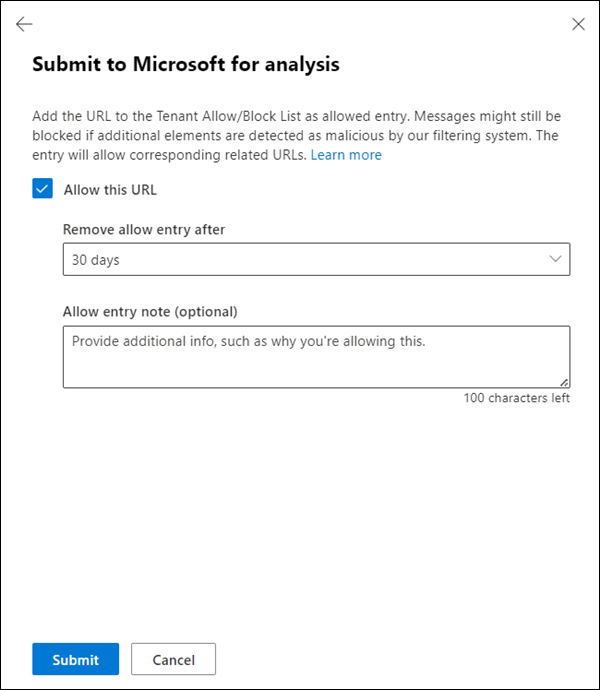 Submit to Microsoft for analysis
Add the URL to the Tenant Allow/Block List as allowed entry. Messages might still be
blocked if additional elements are detected as malicious by our filtering system. The
entry will allow corresponding related URLs. Learn more
Allow this URL
Remove allow entry after
30 days
Allow entry note (optional)
Provide additional info, such as why you're allowing this.
100 characters left
Submit
Cancel